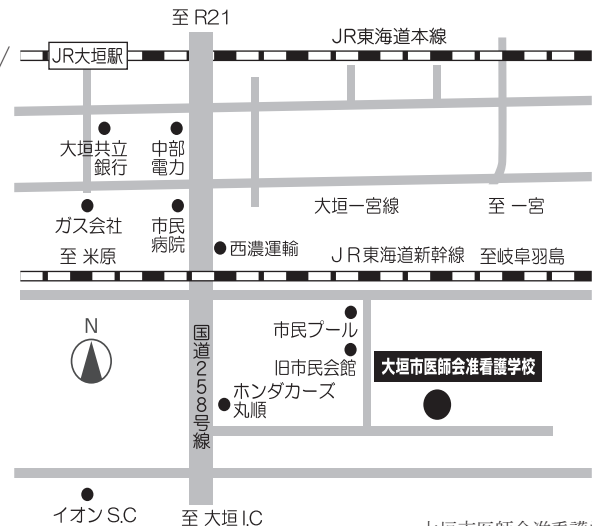 至 R21
JR東海道本線
JR大垣駅
大垣共立
銀行
中部
電力
大垣一宮線
至 一宮
ガス会社
市民
病院
至 米原
西濃運輸
JR東海道新幹線
至岐阜羽島
N
国道258号線
市民プール
旧市民会館
大垣市医師会准看護学校
ホンダカーズ
丸順
イオンS.C
至 大垣I.C